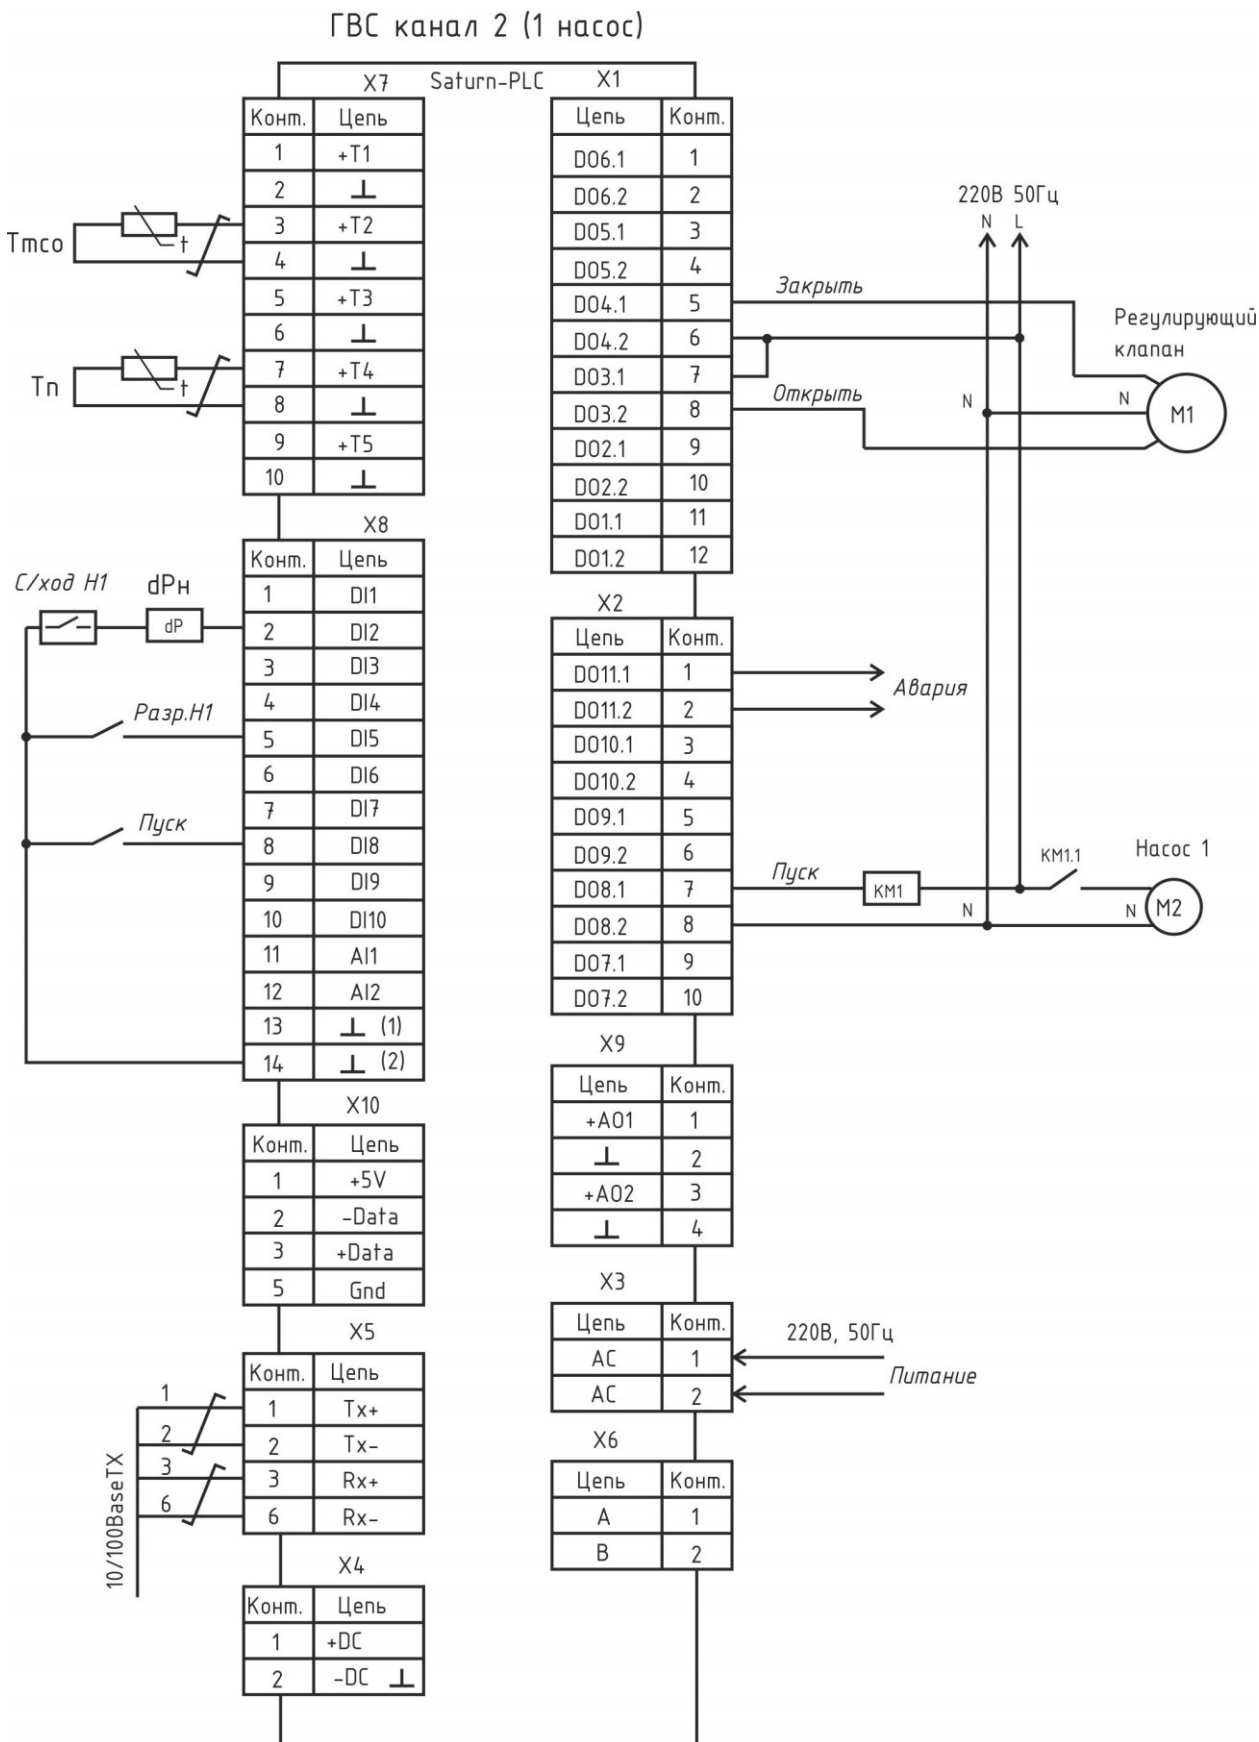 ГВС канал 2 (1 насос)
Saturn-PLC
X7
Конт. Цепь
1 +T1
2 ⊥
3 +T2
4 ⊥
5 +T3
6 ⊥
7 +T4
8 ⊥
9 +T5
10 ⊥
Ттсо
t
Тп
t
X8
Конт. Цепь
1 DI1
2 DI2
3 DI3
4 DI4
5 DI5
6 DI6
7 DI7
8 DI8
9 DI9
10 DI10
11 AI1
12 AI2
13 ⊥ (1)
14 ⊥ (2)
С/ход Н1
dPн
dP
Разр.Н1
Пуск
X10
Конт. Цепь
1 +5V
2 -Data
3 +Data
5 Gnd
X5
Конт. Цепь
1 Tx+
2 Tx-
3 Rx+
6 Rx-
1
2
3
6
10/100BaseTX
X4
Конт. Цепь
1 +DC
2 -DC ⊥
X1
Цепь Конт.
DO6.1 1
DO6.2 2
DO5.1 3
DO5.2 4
DO4.1 5
DO4.2 6
DO3.1 7
DO3.2 8
DO2.1 9
DO2.2 10
DO1.1 11
DO1.2 12
220В 50Гц
N L
Закрыть
Открыть
Регулирующий
клапан
N N
M1
X2
Цепь Конт.
DO11.1 1
DO11.2 2
DO10.1 3
DO10.2 4
DO9.1 5
DO9.2 6
DO8.1 7
DO8.2 8
DO7.1 9
DO7.2 10
Авария
Пуск
КМ1
КМ1.1
Насос 1
N N
M2
X9
Цепь Конт.
+AO1 1
⊥ 2
+AO2 3
⊥ 4
X3
Цепь Конт.
AC 1
AC 2
220В, 50Гц
Питание
X6
Цепь Конт.
A 1
B 2